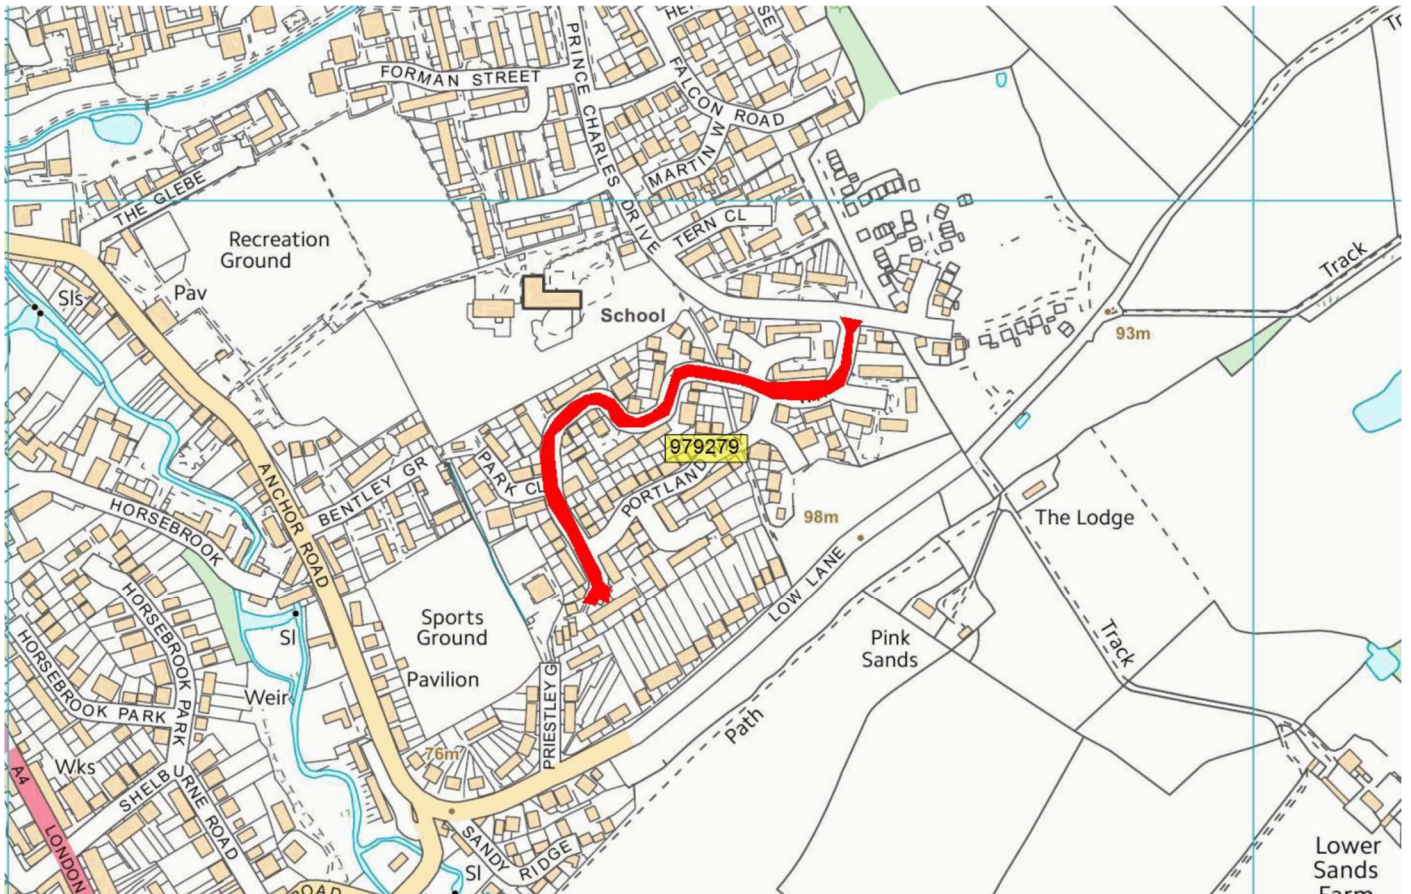 FORMAN STREET
PRINCE CHARLES DRIVE
FALCON ROAD
MARTIN W
THE GLEBE
TERN CL
Recreation
Ground
Sls
Pav
School
93m
Track
979279
PARK CL
PORTLAND
BENTLEY GR
HORSEBROOK
ANCHOR ROAD
98m
The Lodge
LOW LANE
HORSEBROOK PARK
HORSEBROOK PARK
Sports
Ground
Sl
Pink
Sands
Track
Pavilion
Weir
PRIESTLEY G
Path
76m
Wks
SHELBURNE ROAD
A4
LONDON
SANDY RIDGE
Sl
OAD
Lower
Sands